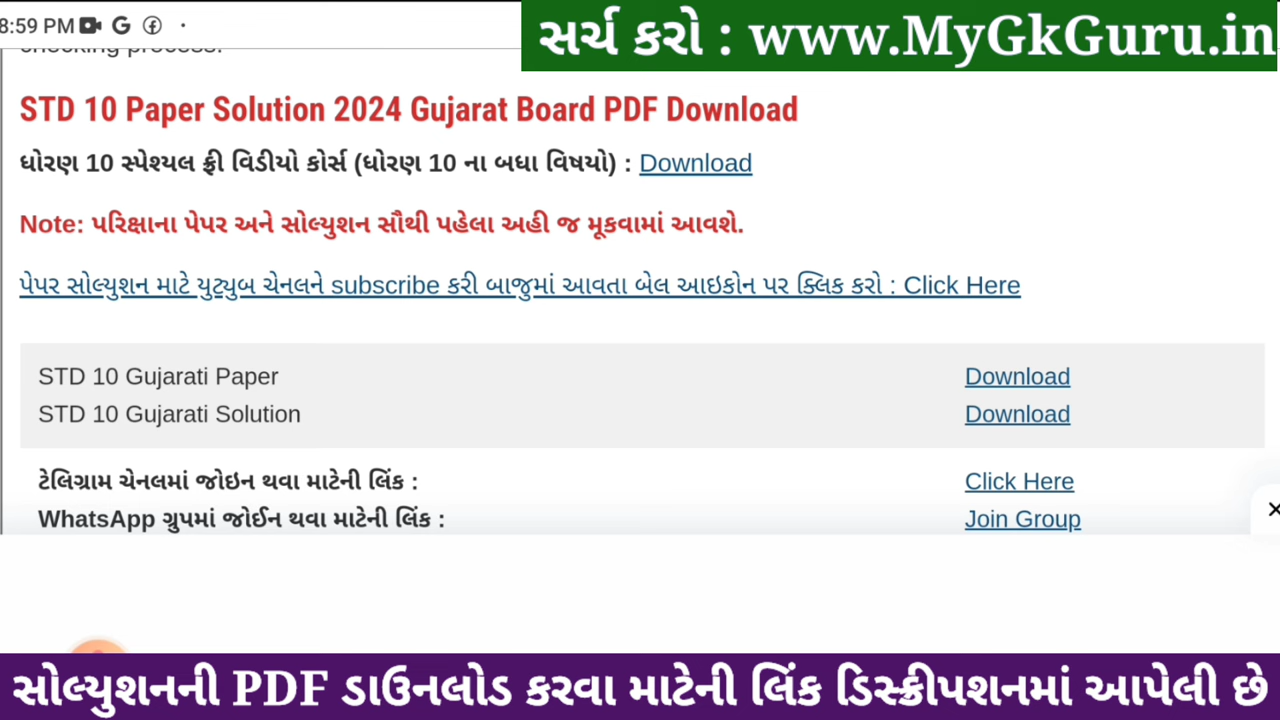 8:59 PM
સર્ચ કરો : www.MyGkGuru.in
checking process.
STD 10 Paper Solution 2024 Gujarat Board PDF Download
ધોરણ 10 સ્પેશ્યલ ફ્રી વિડીયો કોર્સ (ધોરણ 10 ના બધા વિષયો) : Download
Note: પરિક્ષાના પેપર અને સોલ્યુશન સૌથી પહેલા અહી જ મૂકવામાં આવશે.
પેપર સોલ્યુશન માટે યુટ્યુબ ચેનલને subscribe કરી બાજુમાં આવતા બેલ આઇકોન પર ક્લિક કરો : Click Here
STD 10 Gujarati Paper Download
STD 10 Gujarati Solution Download
ટેલિગ્રામ ચેનલમાં જોઇન થવા માટેની લિંક : Click Here
WhatsApp ગ્રુપમાં જોઈન થવા માટેની લિંક : Join Group
સોલ્યુશનની PDF ડાઉનલોડ કરવા માટેની લિંક ડિસ્ક્રીપશનમાં આપેલી છે